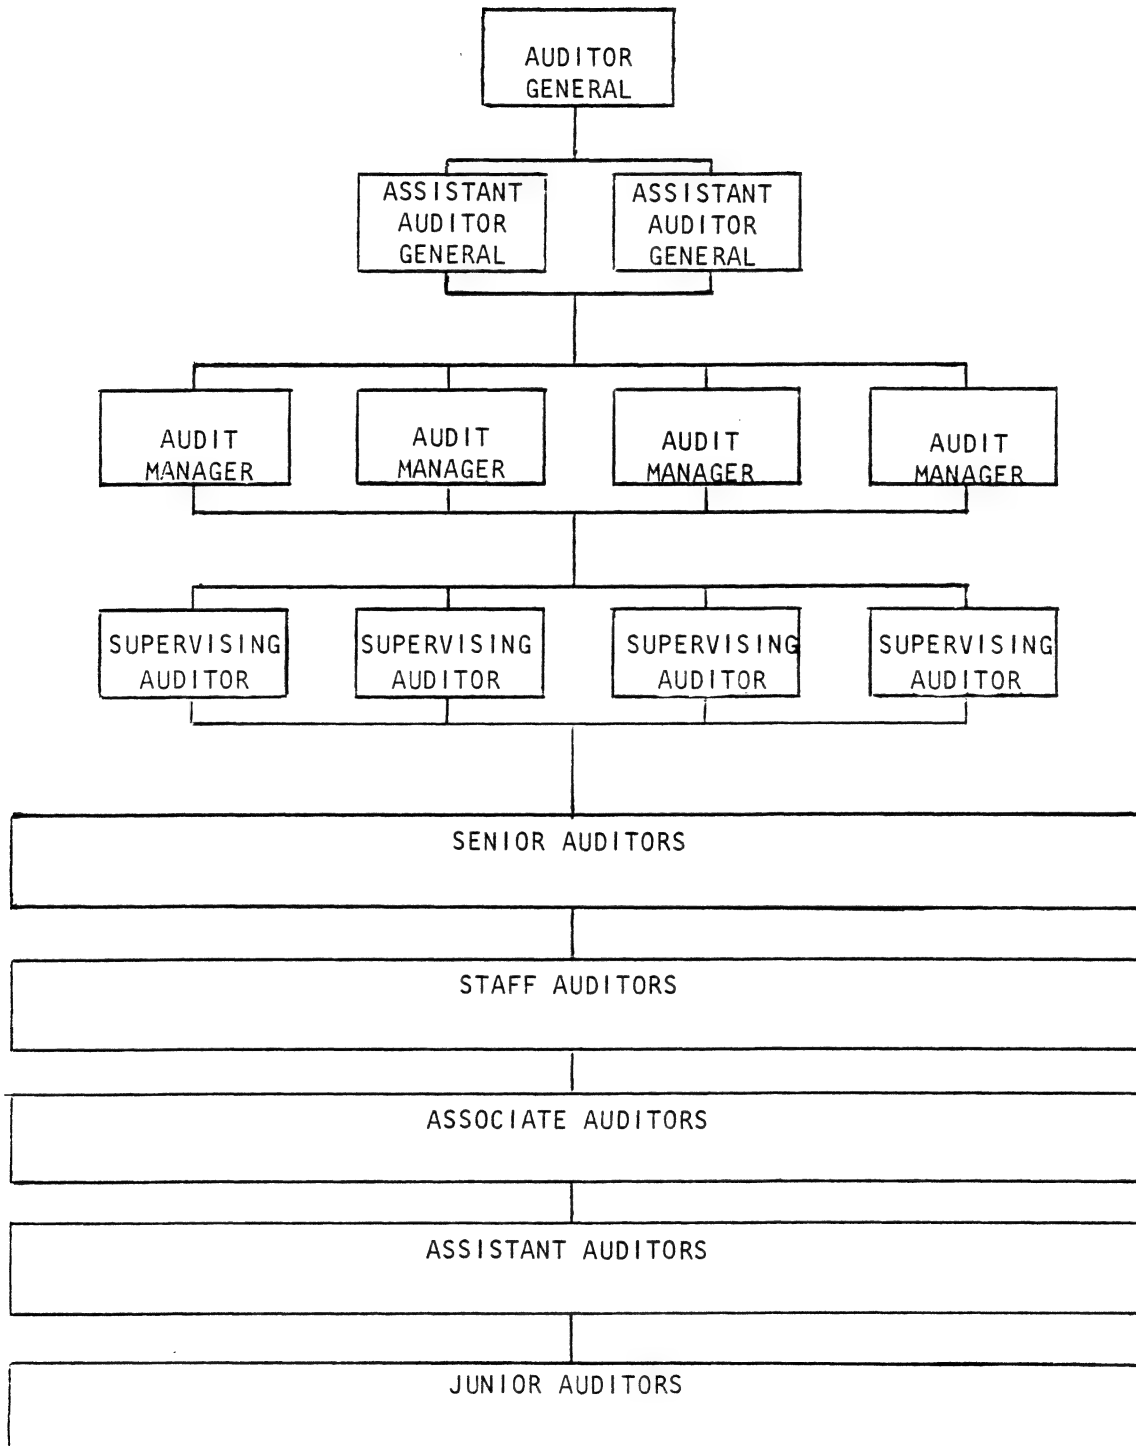 AUDITOR
GENERAL
ASSISTANT
AUDITOR
GENERAL
ASSISTANT
AUDITOR
GENERAL
AUDIT
MANAGER
AUDIT
MANAGER
AUDIT
MANAGER
AUDIT
MANAGER
SUPERVISING
AUDITOR
SUPERVISING
AUDITOR
SUPERVISING
AUDITOR
SUPERVISING
AUDITOR
SENIOR AUDITORS
STAFF AUDITORS
ASSOCIATE AUDITORS
ASSISTANT AUDITORS
JUNIOR AUDITORS